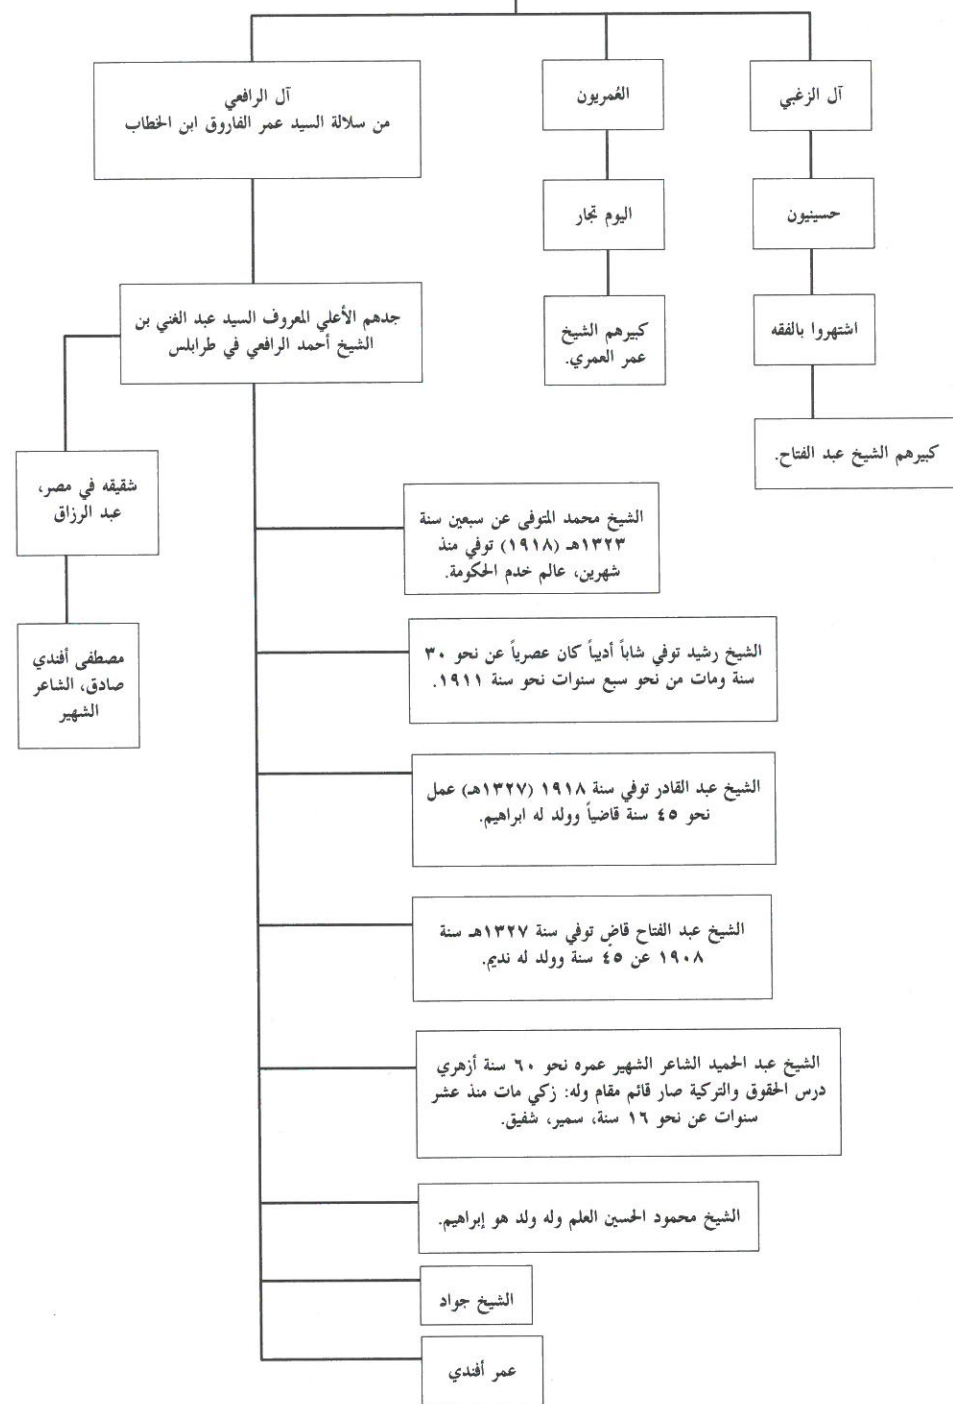 آل الزغبي
حسينيون
اشتهروا بالفقه
كبيرهم الشيخ عبد الفتاح.
العُمريون
اليوم تجار
كبيرهم الشيخ
عمر العمري.
آل الرافعي
من سلالة السيد عمر الفاروق ابن الخطاب
جدهم الأعلي المعروف السيد عبد الغني بن
الشيخ أحمد الرافعي في طرابلس
شقيقه في مصر،
عبد الرزاق
مصطفى أفندي
صادق، الشاعر
الشهير
الشيخ محمد المتوفى عن سبعين سنة
١٣٢٣هـ (١٩١٨) توفي منذ
شهرين، عالم خدم الحكومة.
الشيخ رشيد توفي شاباً أديباً كان عصرياً عن نحو ٣٠
سنة ومات من نحو سبع سنوات نحو سنة ١٩١١.
الشيخ عبد القادر توفي سنة ١٩١٨ (١٣٢٧هـ) عمل
نحو ٤٥ سنة قاضياً وولد له ابراهيم.
الشيخ عبد الفتاح قاضٍ توفي سنة ١٣٢٧هـ سنة
١٩٠٨ عن ٤٥ سنة وولد له نديم.
الشيخ عبد الحميد الشاعر الشهير عمره نحو ٦٠ سنة أزهري
درس الحقوق والتركية صار قائم مقام وله: زكي مات منذ عشر
سنوات عن نحو ١٦ سنة، سمير، شفيق.
الشيخ محمود الحسين العلم وله ولد هو إبراهيم.
الشيخ جواد
عمر أفندي